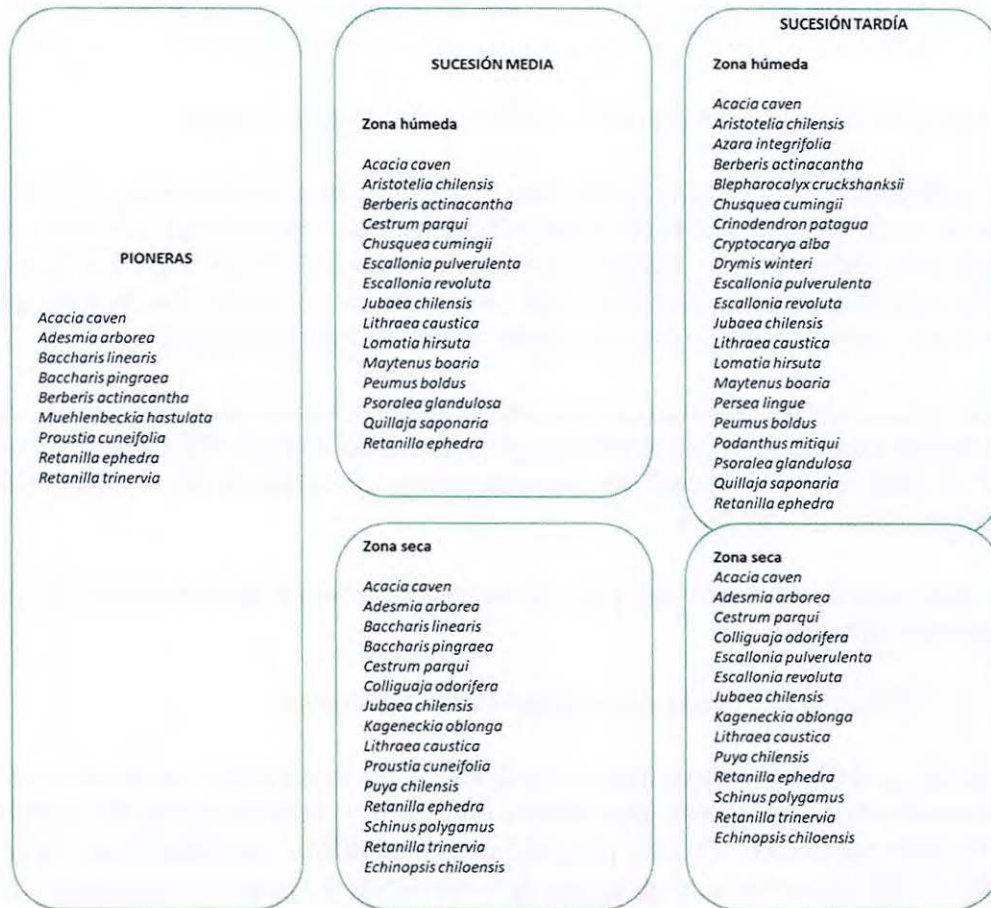 PIONERAS
Acacia caven
Adesmia arborea
Baccharis linearis
Baccharis pingraea
Berberis actinacantha
Muehlenbeckia hastulata
Proustia cuneifolia
Retanilla ephedra
Retanilla trinervia
SUCESIÓN MEDIA
Zona húmeda
Acacia caven
Aristotelia chilensis
Berberis actinacantha
Cestrum parqui
Chusquea cumingii
Escallonia pulverulenta
Escallonia revoluta
Jubaea chilensis
Lithraea caustica
Lomatia hirsuta
Maytenus boaria
Peumus boldus
Psoralea glandulosa
Quillaja saponaria
Retanilla ephedra
Zona seca
Acacia caven
Adesmia arborea
Baccharis linearis
Baccharis pingraea
Cestrum parqui
Colliguaja odorifera
Jubaea chilensis
Kageneckia oblonga
Lithraea caustica
Proustia cuneifolia
Puya chilensis
Retanilla ephedra
Schinus polygamus
Retanilla trinervia
Echinopsis chiloensis
SUCESIÓN TARDÍA
Zona húmeda
Acacia caven
Aristotelia chilensis
Azara integrifolia
Berberis actinacantha
Blepharocalyx cruckshanksii
Chusquea cumingii
Crinodendron patagua
Cryptocarya alba
Drymis winteri
Escallonia pulverulenta
Escallonia revoluta
Jubaea chilensis
Lithraea caustica
Lomatia hirsuta
Maytenus boaria
Persea lingue
Peumus boldus
Podanthus mitiqui
Psoralea glandulosa
Quillaja saponaria
Retanilla ephedra
Zona seca
Acacia caven
Adesmia arborea
Cestrum parqui
Colliguaja odorifera
Escallonia pulverulenta
Escallonia revoluta
Jubaea chilensis
Kageneckia oblonga
Lithraea caustica
Puya chilensis
Retanilla ephedra
Schinus polygamus
Retanilla trinervia
Echinopsis chiloensis